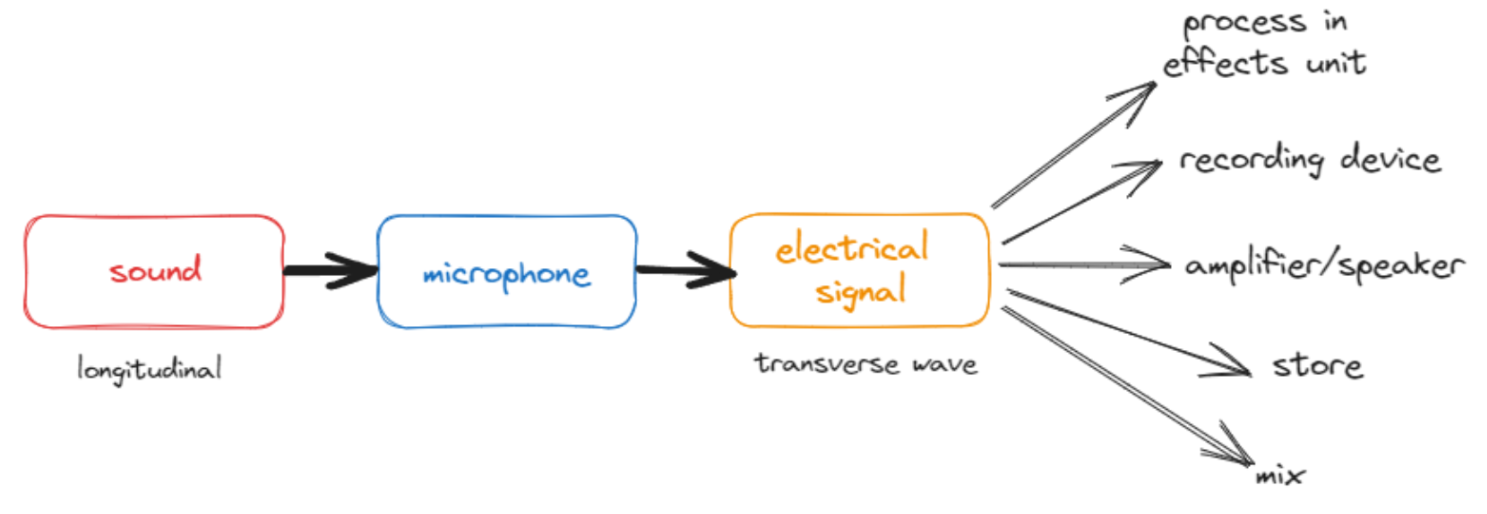 process in
effects unit
recording device
sound
microphone
electrical
signal
amplifier/speaker
longitudinal
transverse wave
store
mix